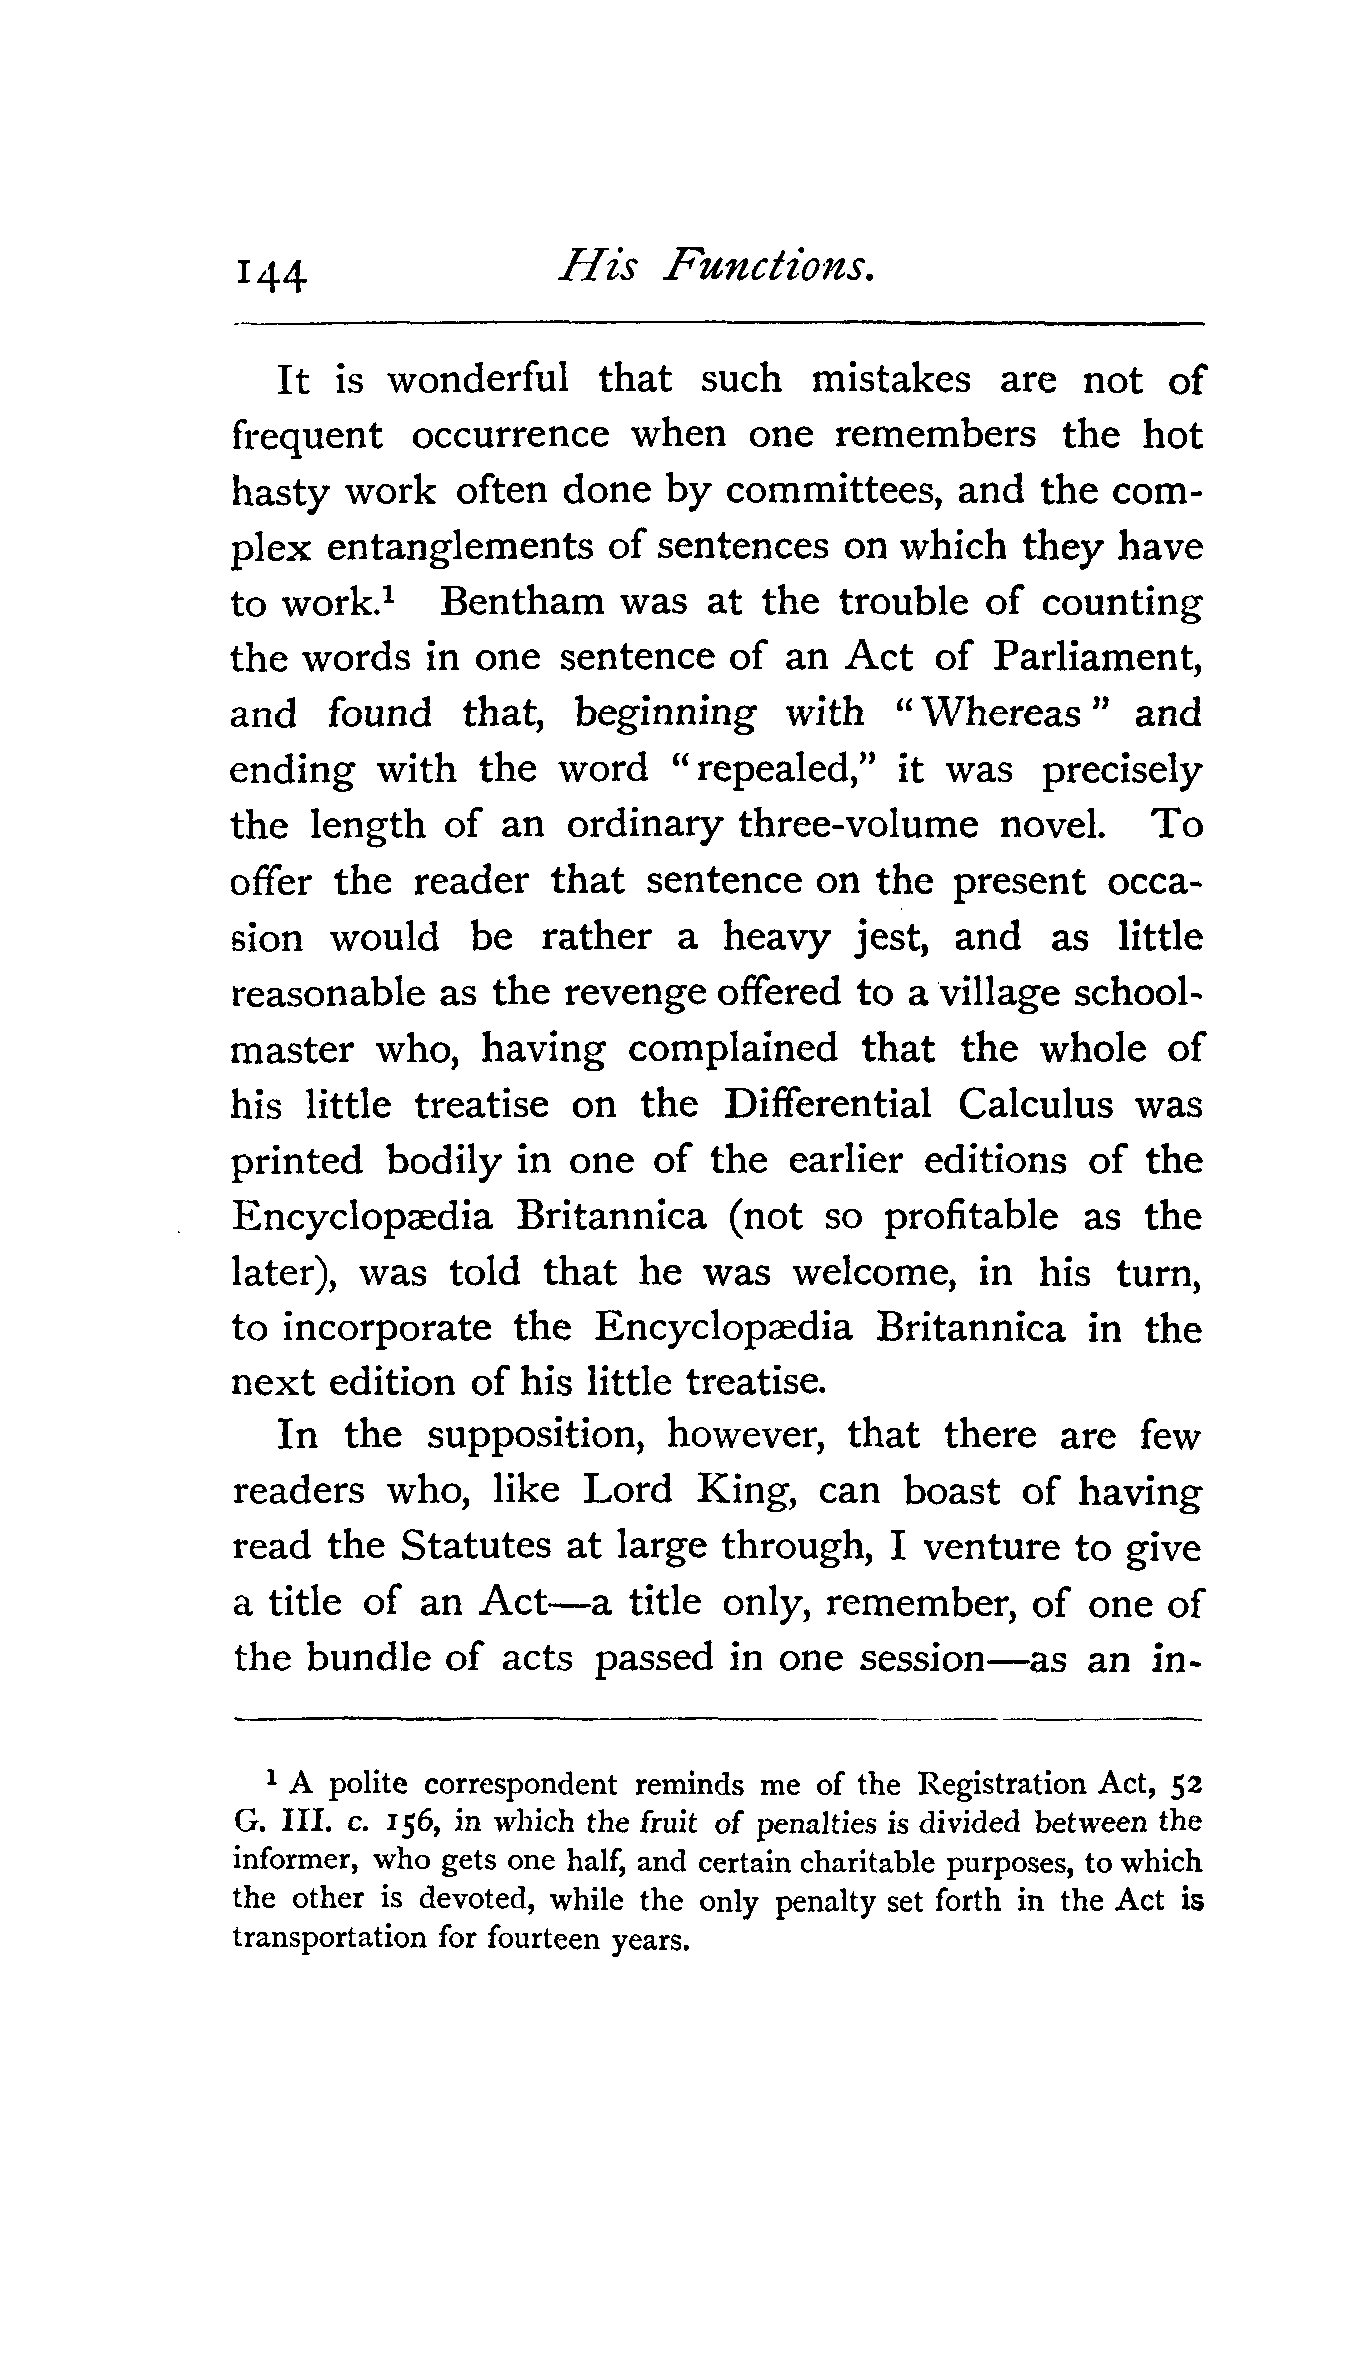 144 His Functions.
It is wonderful that such mistakes are not of
frequent occurrence when one remembers the hot
hasty work often done by committees, and the com-
plex entanglements of sentences on which they have
to work.¹ Bentham was at the trouble of counting
the words in one sentence of an Act of Parliament,
and found that, beginning with “Whereas” and
ending with the word “repealed,” it was precisely
the length of an ordinary three-volume novel. To
offer the reader that sentence on the present occa-
sion would be rather a heavy jest, and as little
reasonable as the revenge offered to a village school-
master who, having complained that the whole of
his little treatise on the Differential Calculus was
printed bodily in one of the earlier editions of the
Encyclopædia Britannica (not so profitable as the
later), was told that he was welcome, in his turn,
to incorporate the Encyclopædia Britannica in the
next edition of his little treatise.
In the supposition, however, that there are few
readers who, like Lord King, can boast of having
read the Statutes at large through, I venture to give
a title of an Act—a title only, remember, of one of
the bundle of acts passed in one session—as an in-
¹ A polite correspondent reminds me of the Registration Act, 52
G. III. c. 156, in which the fruit of penalties is divided between the
informer, who gets one half, and certain charitable purposes, to which
the other is devoted, while the only penalty set forth in the Act is
transportation for fourteen years.